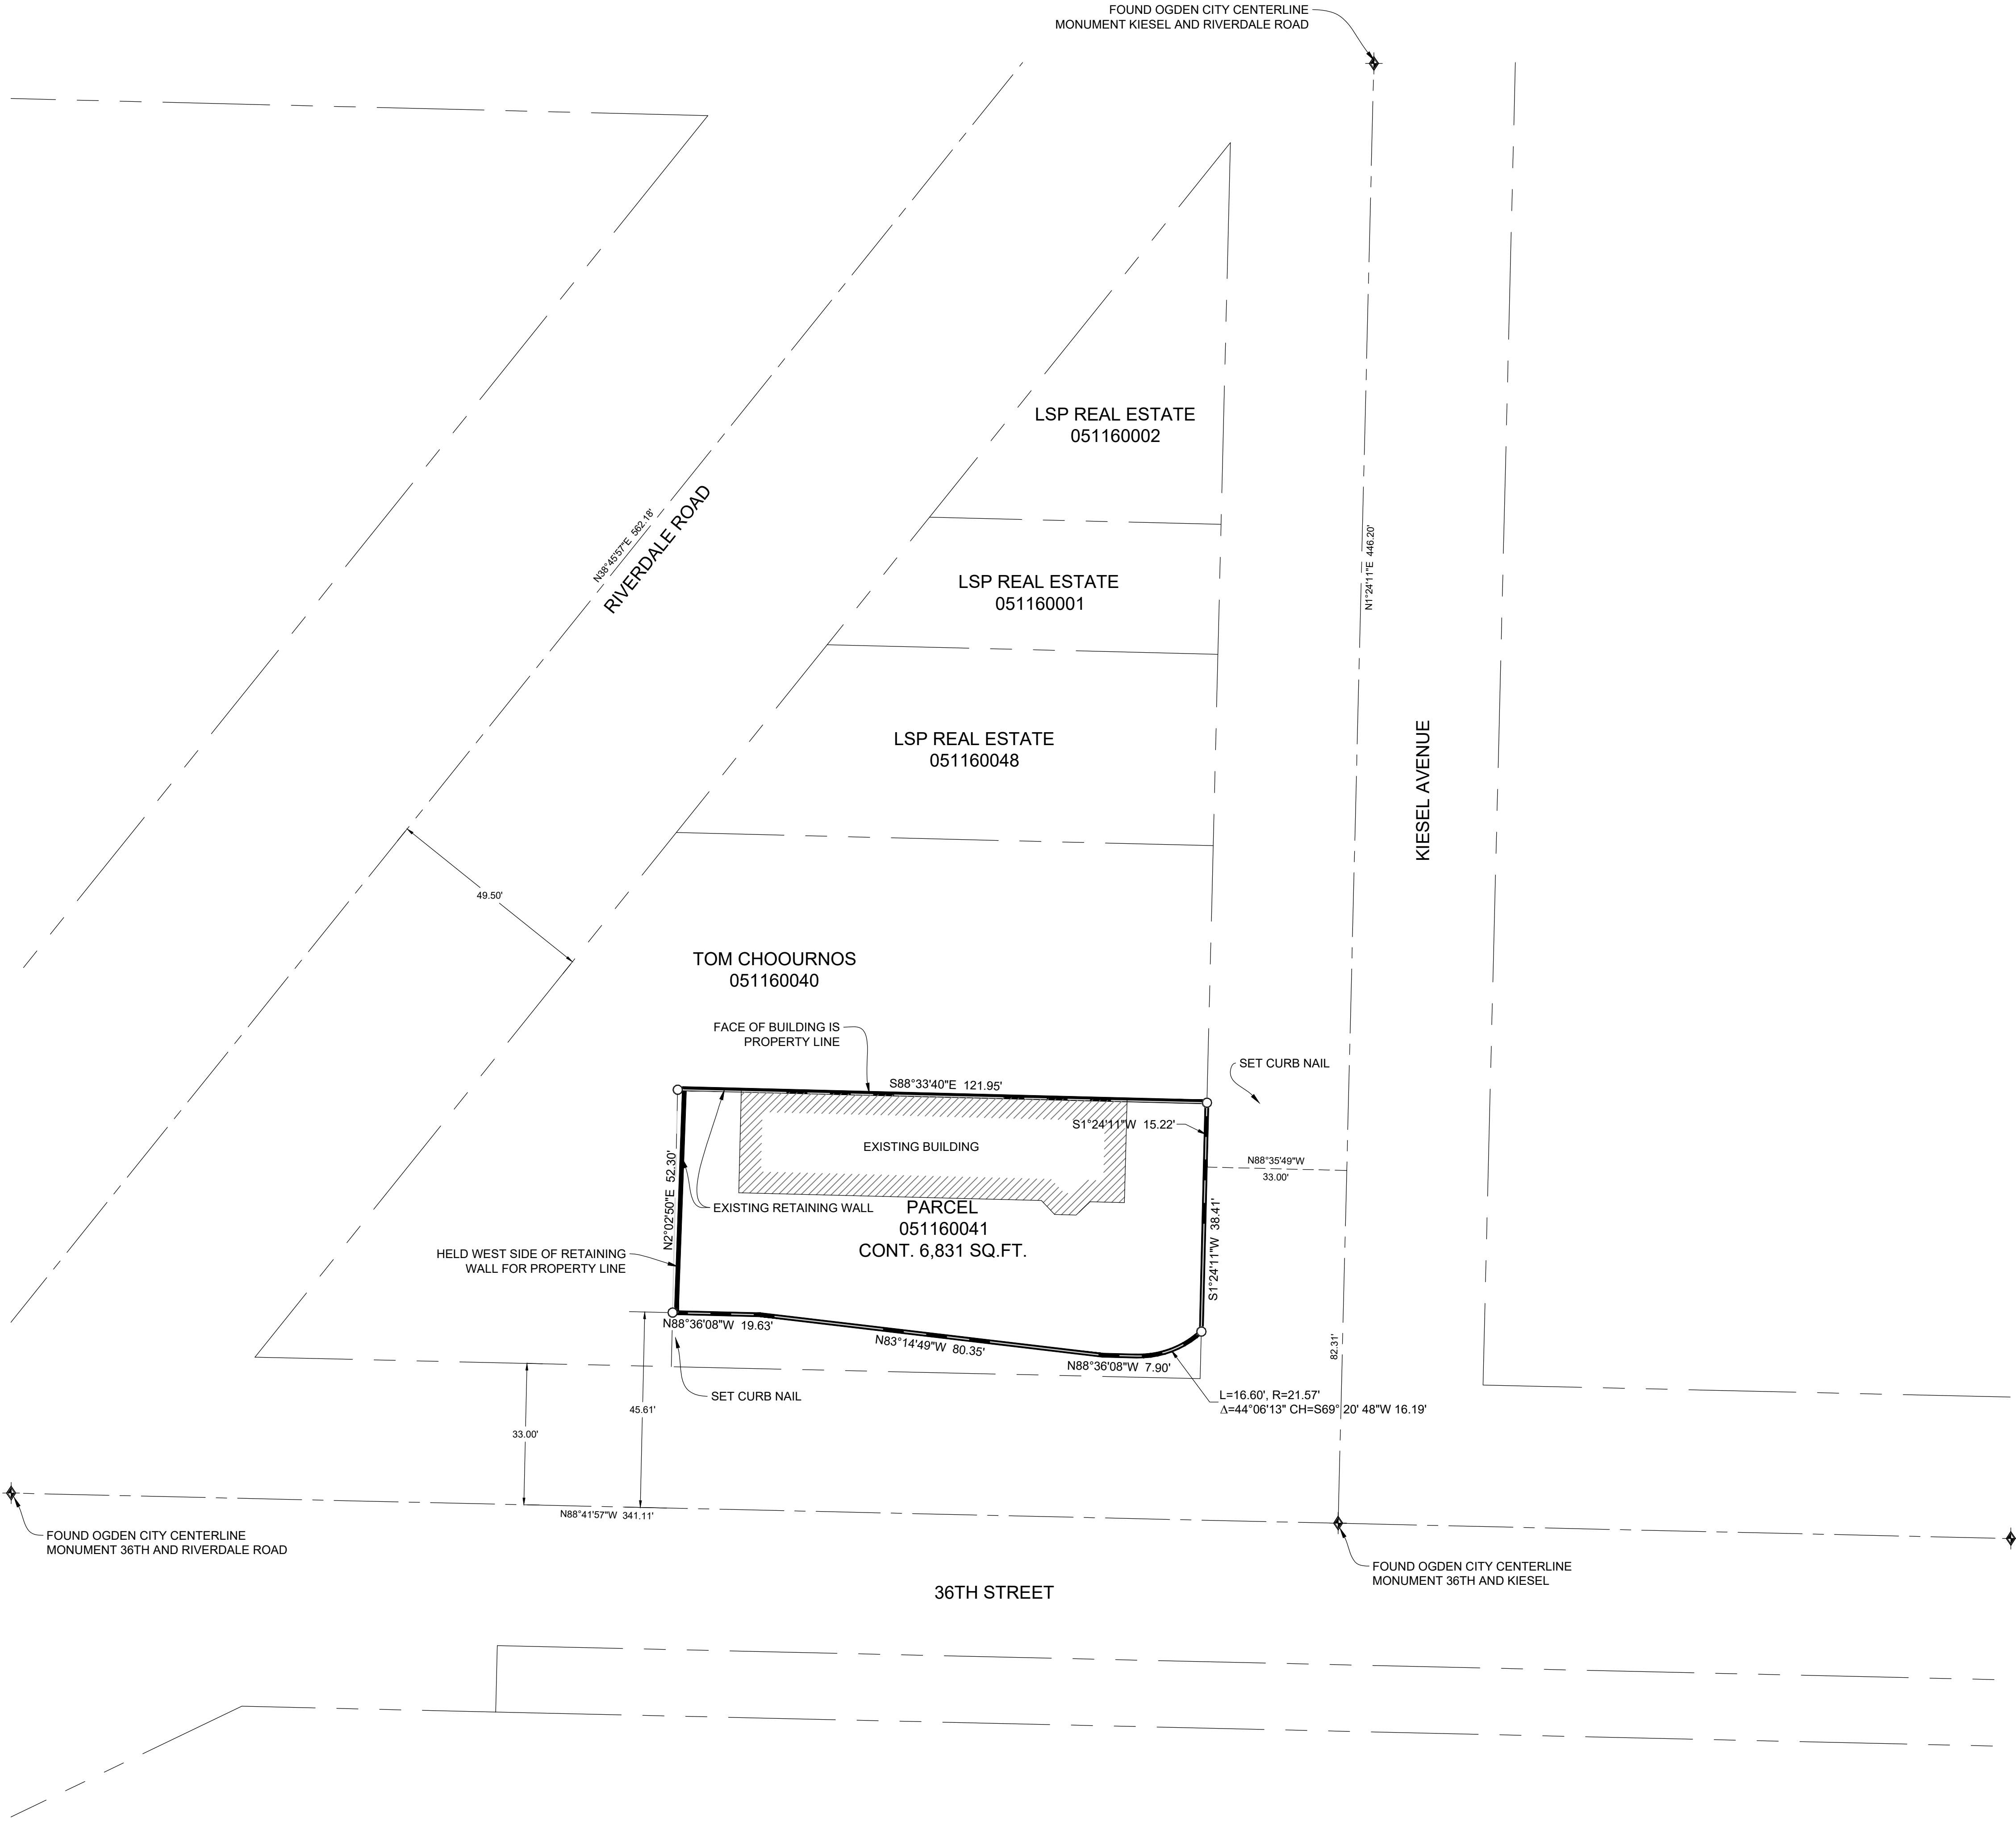 FOUND OGDEN CITY CENTERLINE
MONUMENT KIESEL AND RIVERDALE ROAD
LSP REAL ESTATE
051160002
N38°45'57"E 562.18'
RIVERDALE ROAD
N1°24'11"E 446.20'
LSP REAL ESTATE
051160001
LSP REAL ESTATE
051160048
KIESEL AVENUE
49.50'
TOM CHOOURNOS
051160040
FACE OF BUILDING IS
PROPERTY LINE
SET CURB NAIL
S88°33'40"E 121.95'
S1°24'11"W 15.22'
EXISTING BUILDING
N88°35'49"W
33.00'
N2°02'50"E 52.30'
EXISTING RETAINING WALL
PARCEL
051160041
CONT. 6,831 SQ.FT.
S1°24'11"W 38.41'
HELD WEST SIDE OF RETAINING
WALL FOR PROPERTY LINE
N88°36'08"W 19.63'
N83°14'49"W 80.35'
N88°36'08"W 7.90'
82.31'
SET CURB NAIL
L=16.60', R=21.57'
Δ=44°06'13" CH=S69° 20' 48"W 16.19'
45.61'
33.00'
N88°41'57"W 341.11'
FOUND OGDEN CITY CENTERLINE
MONUMENT 36TH AND RIVERDALE ROAD
FOUND OGDEN CITY CENTERLINE
MONUMENT 36TH AND KIESEL
36TH STREET